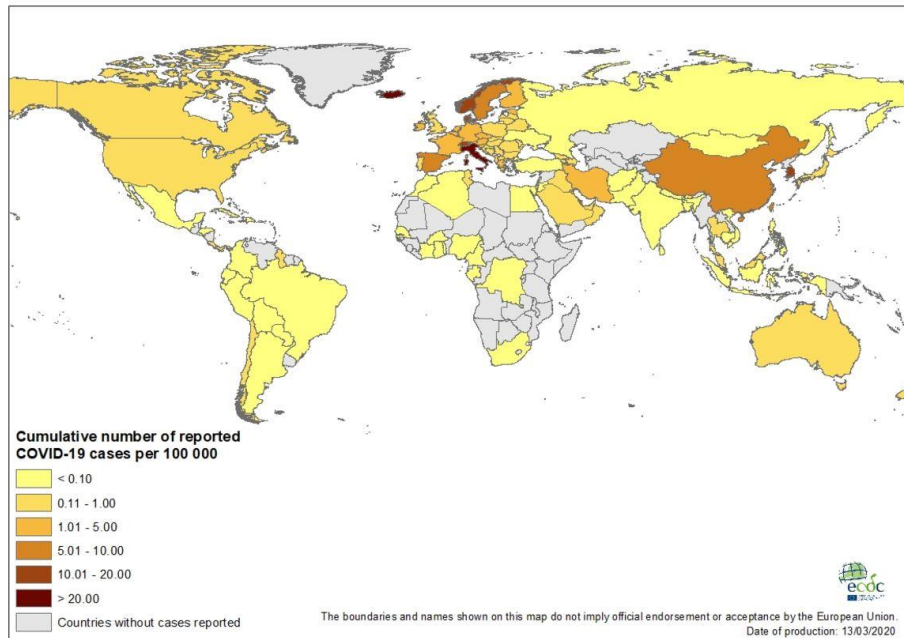 Cumulative number of reported
COVID-19 cases per 100 000
< 0.10
0.11 - 1.00
1.01 - 5.00
5.01 - 10.00
10.01 - 20.00
> 20.00
Countries without cases reported
ecdc
The boundaries and names shown on this map do not imply official endorsement or acceptance by the European Union.
Date of production: 13/03/2020